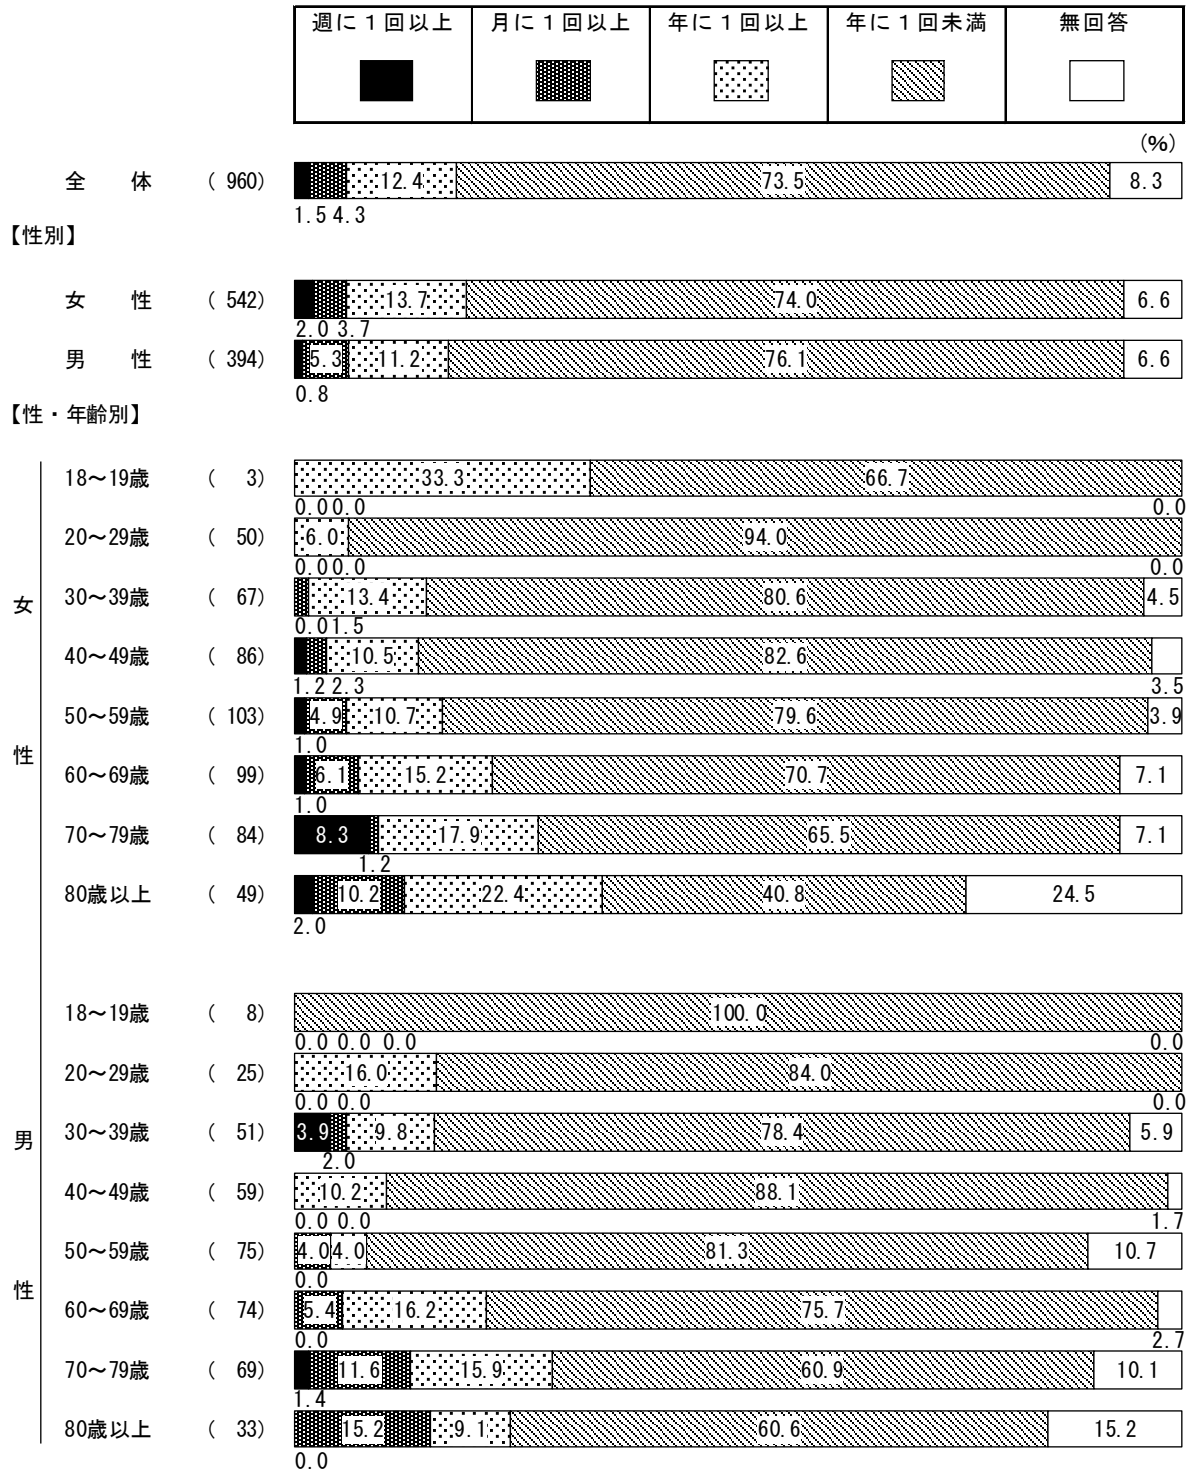 週に１回以上 月に１回以上 年に１回以上 年に１回未満 無回答
(%)
全　体 ( 960) 12.4 73.5 8.3
1.5 4.3
【性別】
女　性 ( 542) 13.7 74.0 6.6
2.0 3.7
男　性 ( 394) 5.3 11.2 76.1 6.6
0.8
【性・年齢別】
女性
18～19歳 ( 3) 33.3 66.7
0.0 0.0 0.0
20～29歳 ( 50) 6.0 94.0
0.0 0.0 0.0
30～39歳 ( 67) 13.4 80.6 4.5
0.0 1.5
40～49歳 ( 86) 10.5 82.6
1.2 2.3 3.5
50～59歳 ( 103) 4.9 10.7 79.6 3.9
1.0
60～69歳 ( 99) 6.1 15.2 70.7 7.1
1.0
70～79歳 ( 84) 8.3 17.9 65.5 7.1
1.2
80歳以上 ( 49) 10.2 22.4 40.8 24.5
2.0
男性
18～19歳 ( 8) 100.0
0.0 0.0 0.0 0.0
20～29歳 ( 25) 16.0 84.0
0.0 0.0 0.0
30～39歳 ( 51) 3.9 9.8 78.4 5.9
2.0
40～49歳 ( 59) 10.2 88.1
0.0 0.0 1.7
50～59歳 ( 75) 4.0 4.0 81.3 10.7
0.0
60～69歳 ( 74) 5.4 16.2 75.7
0.0 2.7
70～79歳 ( 69) 11.6 15.9 60.9 10.1
1.4
80歳以上 ( 33) 15.2 9.1 60.6 15.2
0.0